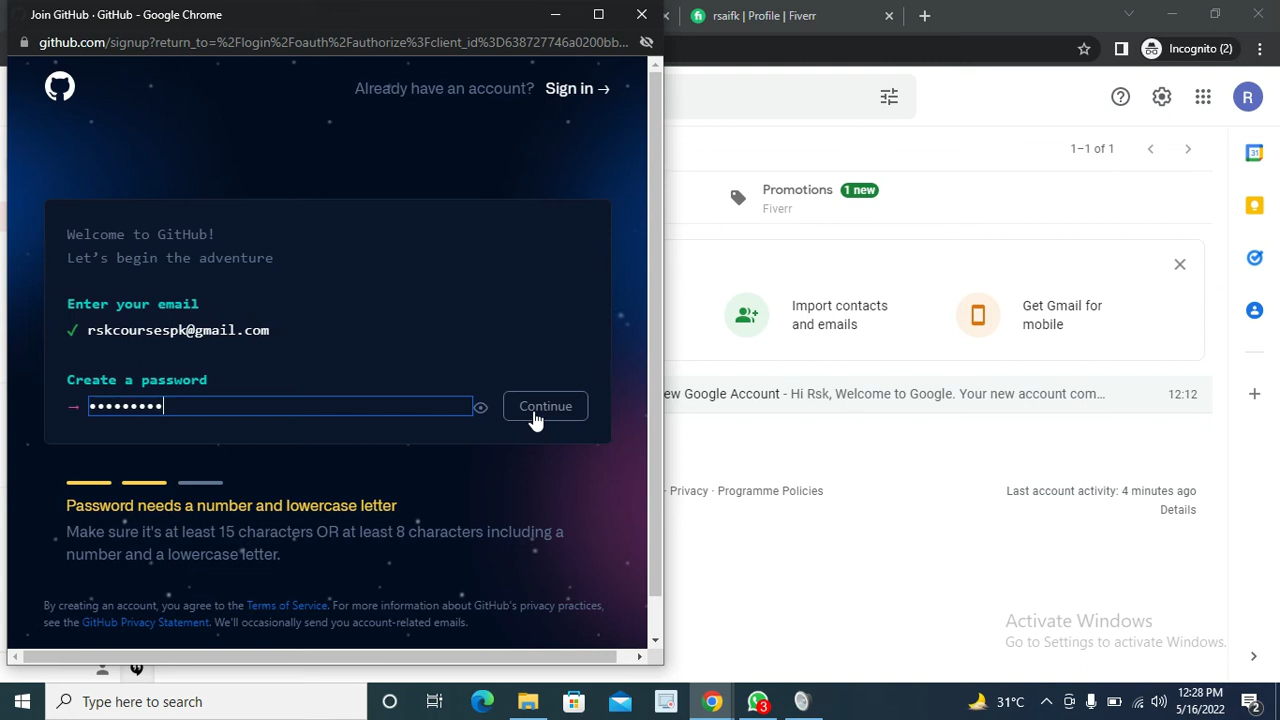 Join GitHub · GitHub - Google Chrome
rsaifk | Profile | Fiverr
github.com/signup?return_to=%2Flogin%2Foauth%2Fauthorize%3Fclient_id%3D638727746a0200bb...
Incognito (2)
Already have an account? Sign in →
R
1–1 of 1
Promotions 1 new
Fiverr
Welcome to GitHub!
Let's begin the adventure
Enter your email
✓ rskcoursespk@gmail.com
Import contacts
and emails
Get Gmail for
mobile
Create a password
→ •••••••••
Continue
ew Google Account - Hi Rsk, Welcome to Google. Your new account com...
12:12
Password needs a number and lowercase letter
Make sure it's at least 15 characters OR at least 8 characters including a
number and a lowercase letter.
· Privacy · Programme Policies
Last account activity: 4 minutes ago
Details
By creating an account, you agree to the Terms of Service. For more information about GitHub's privacy practices,
see the GitHub Privacy Statement. We'll occasionally send you account-related emails.
Activate Windows
Go to Settings to activate Windows.
Type here to search
3
31°C
12:28 PM
5/16/2022
2